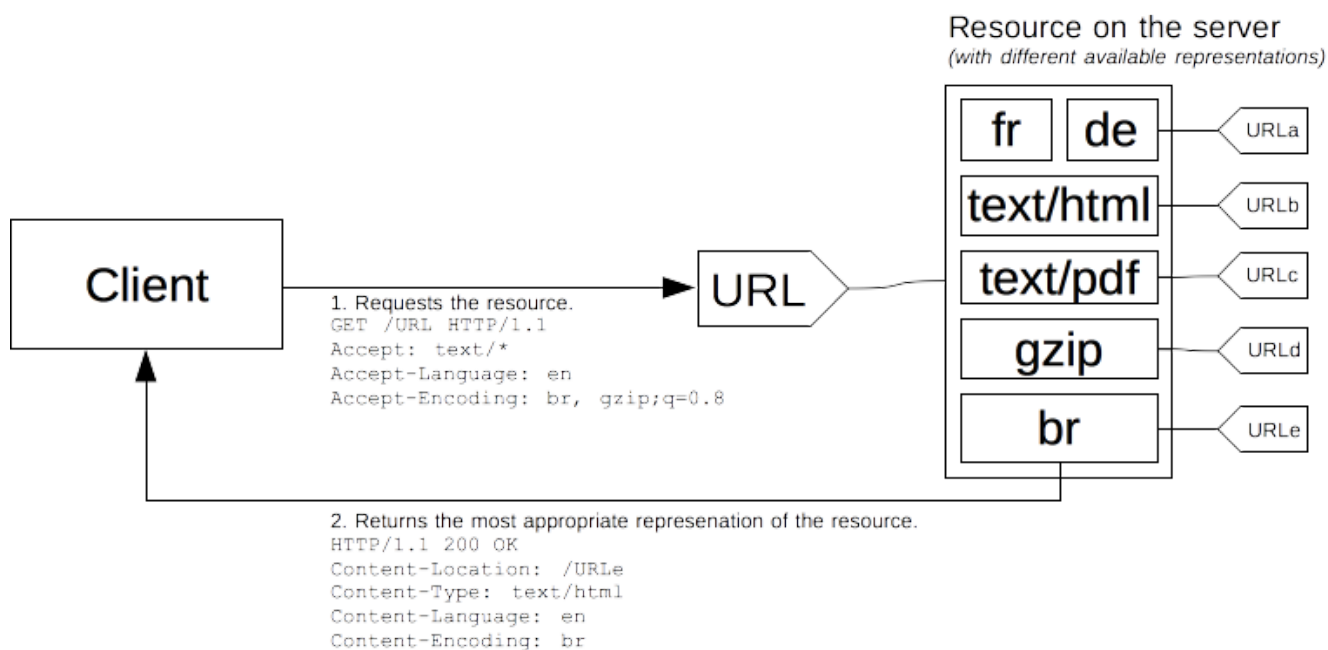 Resource on the server
(with different available representations)
fr
de
URLa
text/html
URLb
Client
URL
text/pdf
URLc
1. Requests the resource.
GET /URL HTTP/1.1
Accept: text/*
Accept-Language: en
Accept-Encoding: br, gzip;q=0.8
gzip
URLd
br
URLe
2. Returns the most appropriate represenation of the resource.
HTTP/1.1 200 OK
Content-Location: /URLe
Content-Type: text/html
Content-Language: en
Content-Encoding: br